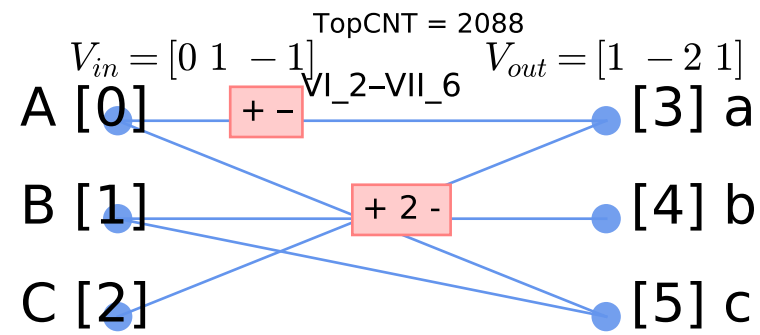 TopCNT = 2088
V_in = [0 1 − 1]
V_out = [1 − 2 1]
VI_2−VII_6
A [0]
+ −
[3] a
B [1]
+ 2 -
[4] b
C [2]
[5] c